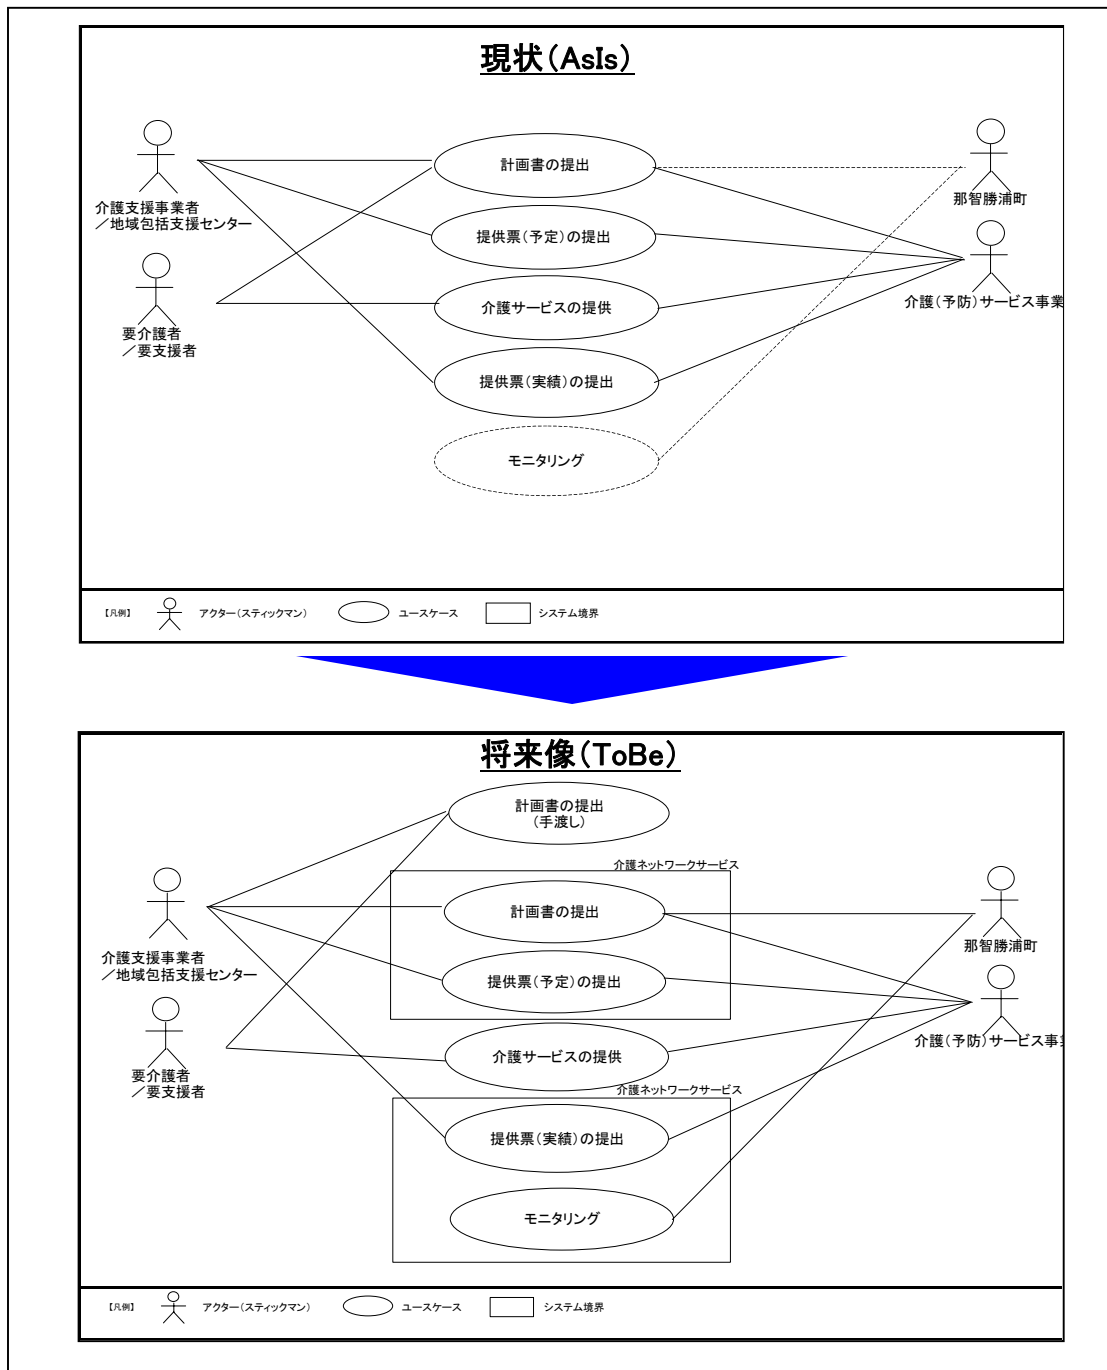 現状(AsIs)
介護支援事業者
/地域包括支援センター
要介護者
/要支援者
計画書の提出
提供票(予定)の提出
介護サービスの提供
提供票(実績)の提出
モニタリング
那智勝浦町
介護(予防)サービス事業
【凡例】 アクター(スティックマン) ユースケース システム境界
将来像(ToBe)
計画書の提出
(手渡し)
介護ネットワークサービス
計画書の提出
提供票(予定)の提出
介護支援事業者
/地域包括支援センター
要介護者
/要支援者
介護サービスの提供
介護ネットワークサービス
提供票(実績)の提出
モニタリング
那智勝浦町
介護(予防)サービス事
【凡例】 アクター(スティックマン) ユースケース システム境界